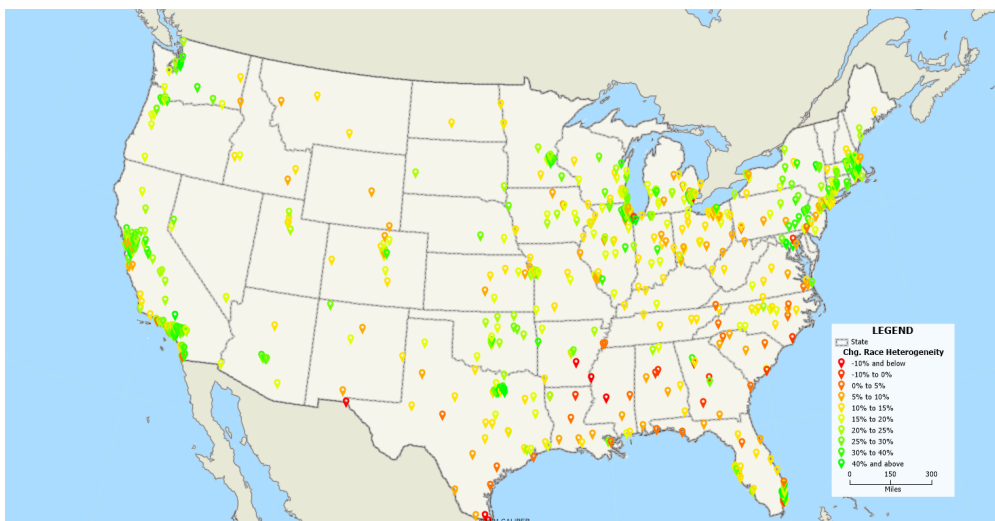 LEGEND
State
Chg. Race Heterogeneity
-10% and below
-10% to 0%
0% to 5%
5% to 10%
10% to 15%
15% to 20%
20% to 25%
25% to 30%
30% to 40%
40% and above
0 150 300
Miles
CALIPER